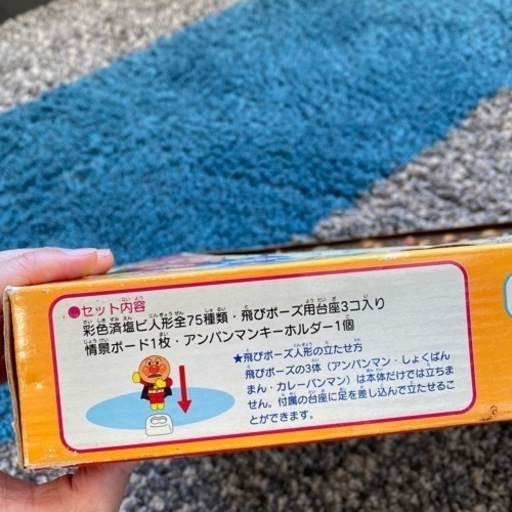 ●セット内容
彩色済塩ビ人形全75種類・飛びポーズ用台座3コ入り
情景ボード1枚・アンパンマンキーホルダー1個
★飛びポーズ人形の立たせ方
飛びポーズの3体（アンパンマン・しょくぱん
まん・カレーパンマン）は本体だけでは立ちま
せん。付属の台座に足を差し込んで立たせるこ
とができます。